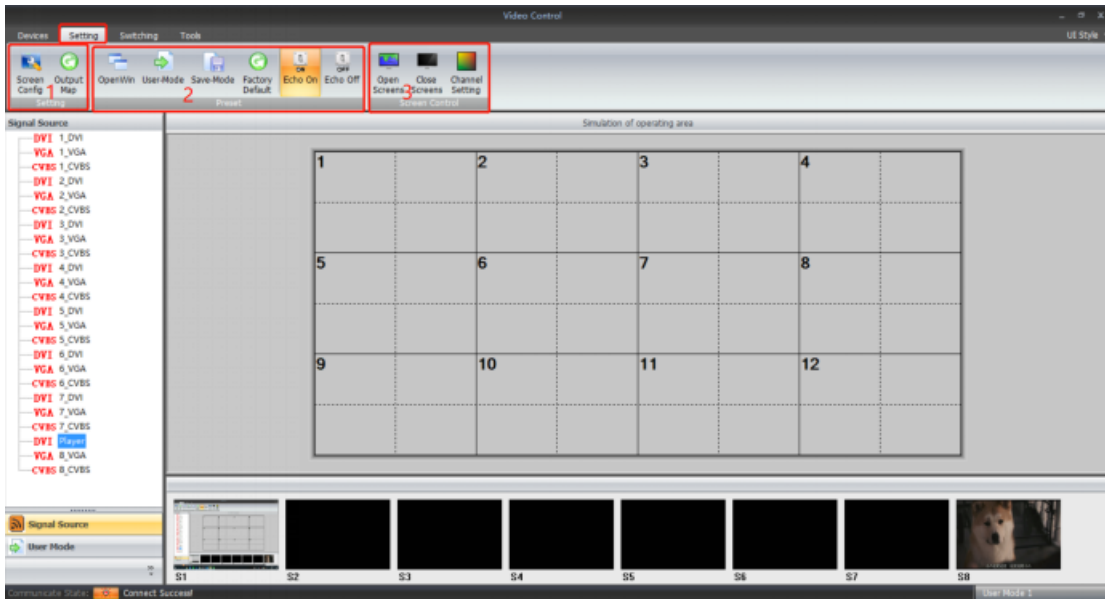 Video Control
Devices Setting Switching Tools UI Style
Screen Config Output Map OpenWin User-Mode Save-Mode Factory Default Echo On Echo Off Open Screens Close Screens Channel Setting
1 2 3
Setting Preset Screen Control
Signal Source Simulation of operating area
DVI 1_DVI
VGA 1_VGA
CVBS 1_CVBS
DVI 2_DVI
VGA 2_VGA
CVBS 2_CVBS
DVI 3_DVI
VGA 3_VGA
CVBS 3_CVBS
DVI 4_DVI
VGA 4_VGA
CVBS 4_CVBS
DVI 5_DVI
VGA 5_VGA
CVBS 5_CVBS
DVI 6_DVI
VGA 6_VGA
CVBS 6_CVBS
DVI 7_DVI
VGA 7_VGA
CVBS 7_CVBS
DVI Player
VGA 8_VGA
CVBS 8_CVBS
1 2 3 4
5 6 7 8
9 10 11 12
Signal Source
User Mode
S1 S2 S3 S4 S5 S6 S7 S8
Communicate State: Connect Success! User Mode 1